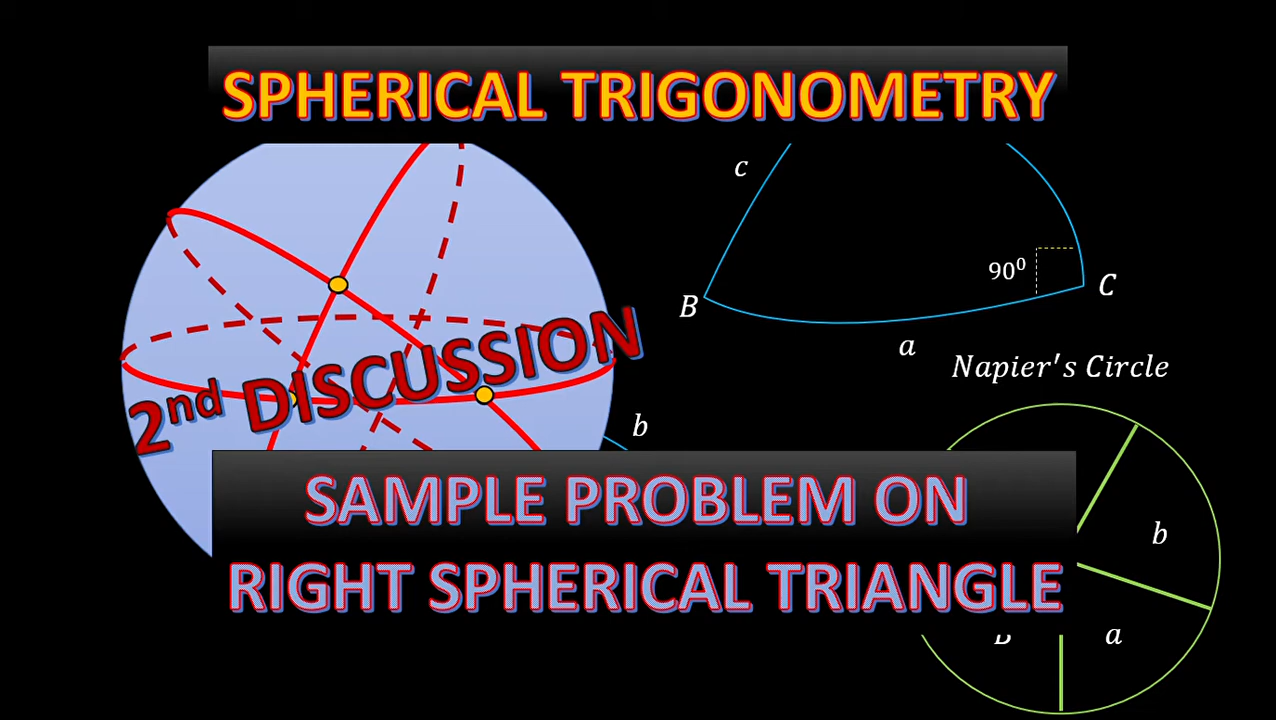 SPHERICAL TRIGONOMETRY
c
90⁰
B
C
a
Napier's Circle
2nd DISCUSSION
b
SAMPLE PROBLEM ON
RIGHT SPHERICAL TRIANGLE
b
B
a